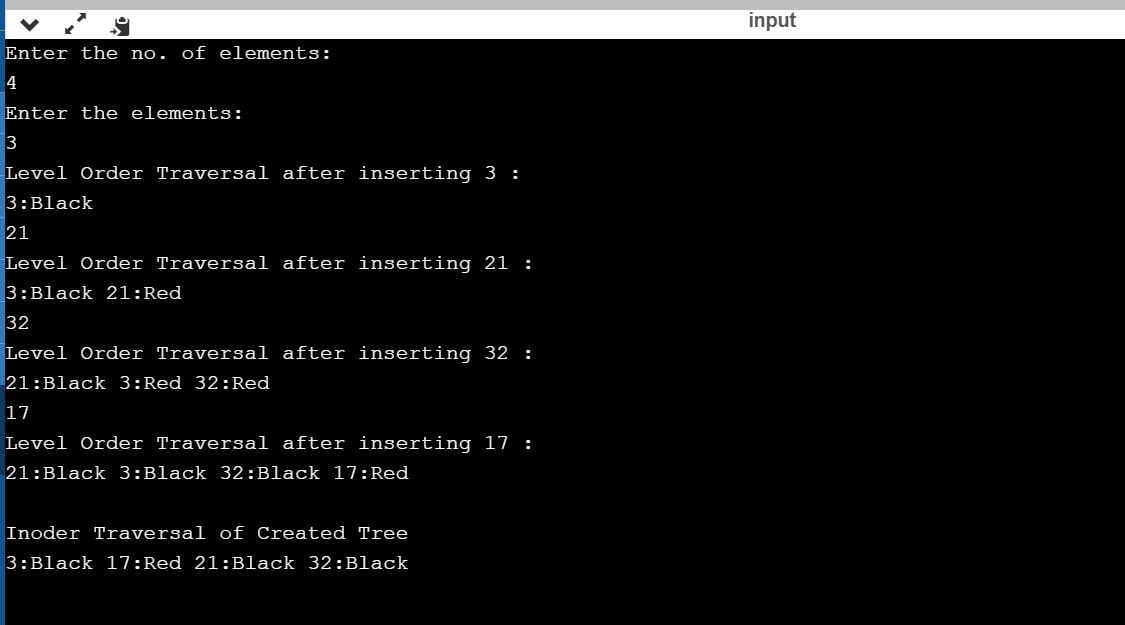 input
Enter the no. of elements:
4
Enter the elements:
3
Level Order Traversal after inserting 3 :
3:Black
21
Level Order Traversal after inserting 21 :
3:Black 21:Red
32
Level Order Traversal after inserting 32 :
21:Black 3:Red 32:Red
17
Level Order Traversal after inserting 17 :
21:Black 3:Black 32:Black 17:Red
Inoder Traversal of Created Tree
3:Black 17:Red 21:Black 32:Black